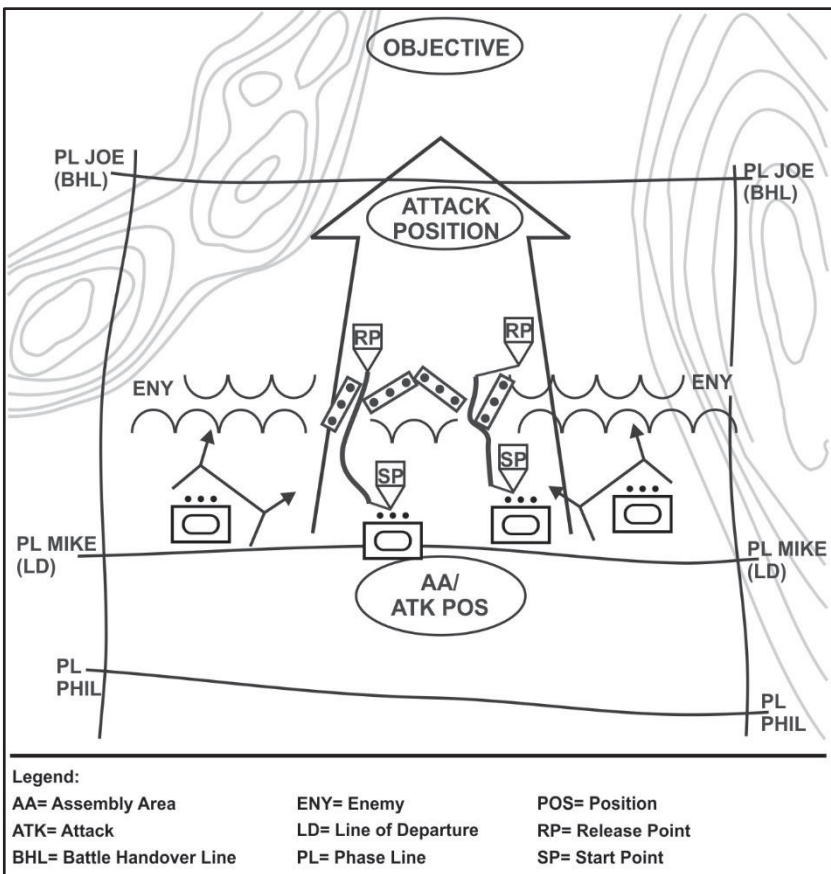 OBJECTIVE
PL JOE
(BHL)
PL JOE
(BHL)
ATTACK
POSITION
RP
RP
ENY
ENY
SP
SP
PL MIKE
(LD)
PL MIKE
(LD)
AA/
ATK POS
PL
PHIL
PL
PHIL
Legend:
AA= Assembly Area
ENY= Enemy
POS= Position
ATK= Attack
LD= Line of Departure
RP= Release Point
BHL= Battle Handover Line
PL= Phase Line
SP= Start Point